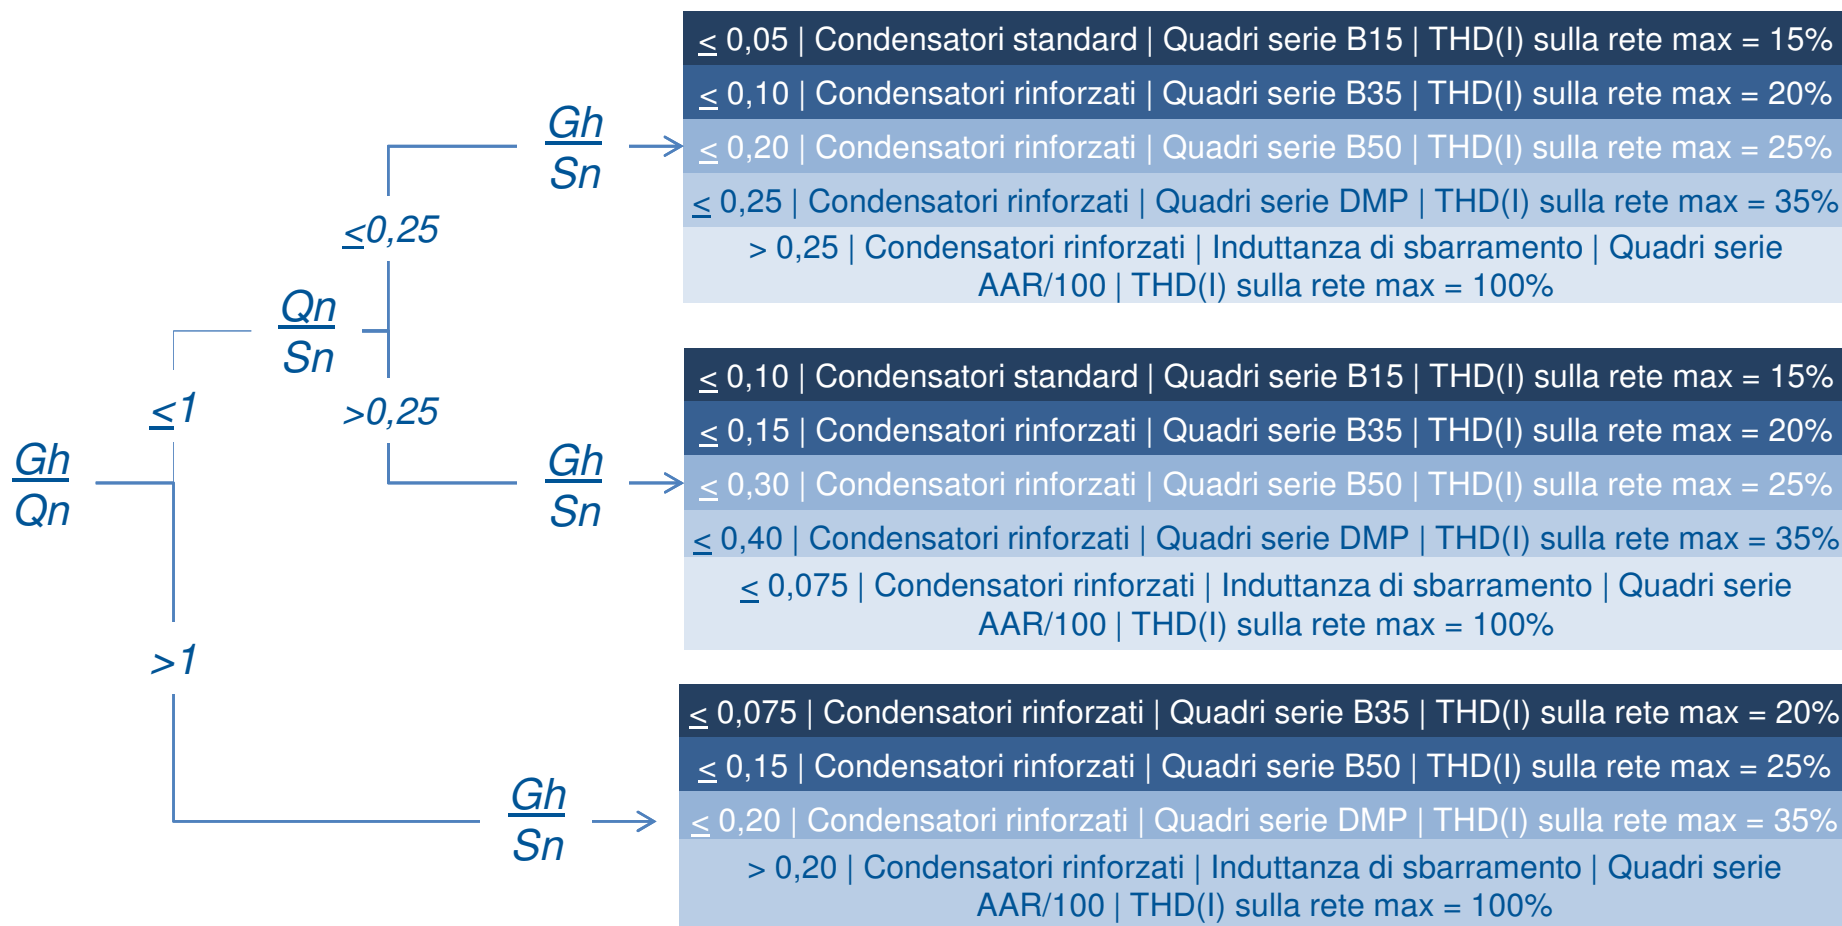 Gh
Qn
≤1
>1
Qn
Sn
≤0,25
>0,25
Gh
Sn
≤ 0,05 | Condensatori standard | Quadri serie B15 | THD(I) sulla rete max = 15%
≤ 0,10 | Condensatori rinforzati | Quadri serie B35 | THD(I) sulla rete max = 20%
≤ 0,20 | Condensatori rinforzati | Quadri serie B50 | THD(I) sulla rete max = 25%
≤ 0,25 | Condensatori rinforzati | Quadri serie DMP | THD(I) sulla rete max = 35%
> 0,25 | Condensatori rinforzati | Induttanza di sbarramento | Quadri serie
AAR/100 | THD(I) sulla rete max = 100%
Gh
Sn
≤ 0,10 | Condensatori standard | Quadri serie B15 | THD(I) sulla rete max = 15%
≤ 0,15 | Condensatori rinforzati | Quadri serie B35 | THD(I) sulla rete max = 20%
≤ 0,30 | Condensatori rinforzati | Quadri serie B50 | THD(I) sulla rete max = 25%
≤ 0,40 | Condensatori rinforzati | Quadri serie DMP | THD(I) sulla rete max = 35%
≤ 0,075 | Condensatori rinforzati | Induttanza di sbarramento | Quadri serie
AAR/100 | THD(I) sulla rete max = 100%
Gh
Sn
≤ 0,075 | Condensatori rinforzati | Quadri serie B35 | THD(I) sulla rete max = 20%
≤ 0,15 | Condensatori rinforzati | Quadri serie B50 | THD(I) sulla rete max = 25%
≤ 0,20 | Condensatori rinforzati | Quadri serie DMP | THD(I) sulla rete max = 35%
> 0,20 | Condensatori rinforzati | Induttanza di sbarramento | Quadri serie
AAR/100 | THD(I) sulla rete max = 100%